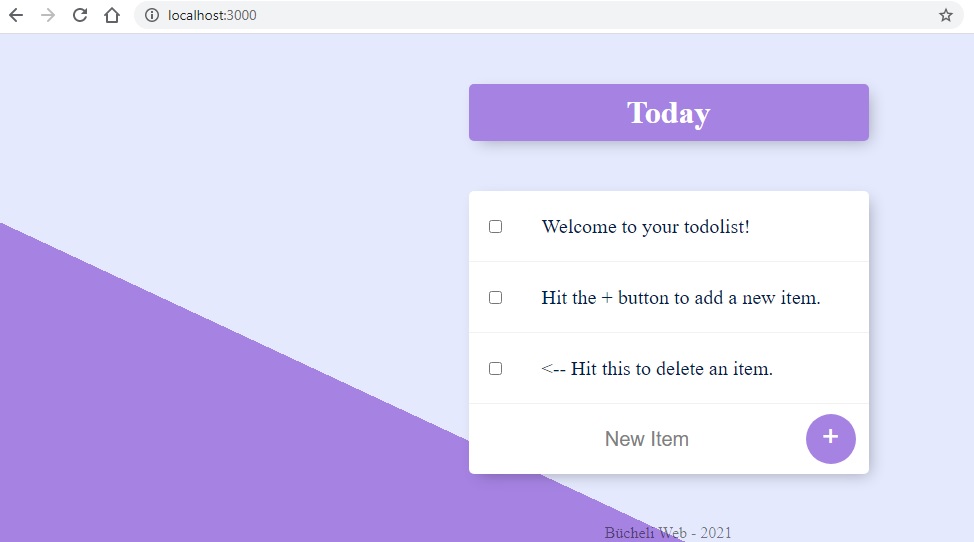 localhost:3000
Today
Welcome to your todolist!
Hit the + button to add a new item.
<-- Hit this to delete an item.
New Item +
Bücheli Web - 2021